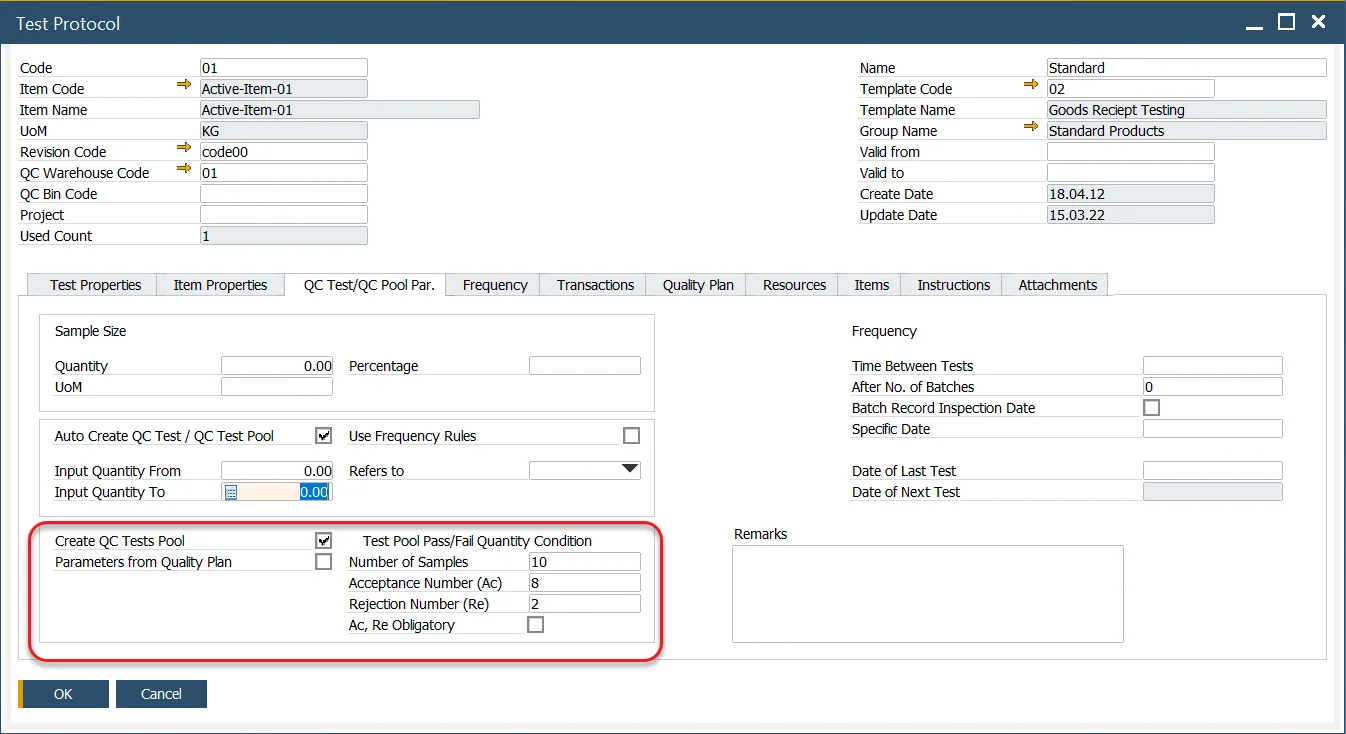 Test Protocol
Code 01
Item Code Active-Item-01
Item Name Active-Item-01
UoM KG
Revision Code code00
QC Warehouse Code 01
QC Bin Code
Project
Used Count 1
Name Standard
Template Code 02
Template Name Goods Reciept Testing
Group Name Standard Products
Valid from
Valid to
Create Date 18.04.12
Update Date 15.03.22
Test Properties Item Properties QC Test/QC Pool Par. Frequency Transactions Quality Plan Resources Items Instructions Attachments
Sample Size
Quantity 0.00 Percentage
UoM
Auto Create QC Test / QC Test Pool Use Frequency Rules
Input Quantity From 0.00 Refers to
Input Quantity To 0.00
Create QC Tests Pool Test Pool Pass/Fail Quantity Condition
Parameters from Quality Plan Number of Samples 10
Acceptance Number (Ac) 8
Rejection Number (Re) 2
Ac, Re Obligatory
Frequency
Time Between Tests
After No. of Batches 0
Batch Record Inspection Date
Specific Date
Date of Last Test
Date of Next Test
Remarks
OK Cancel